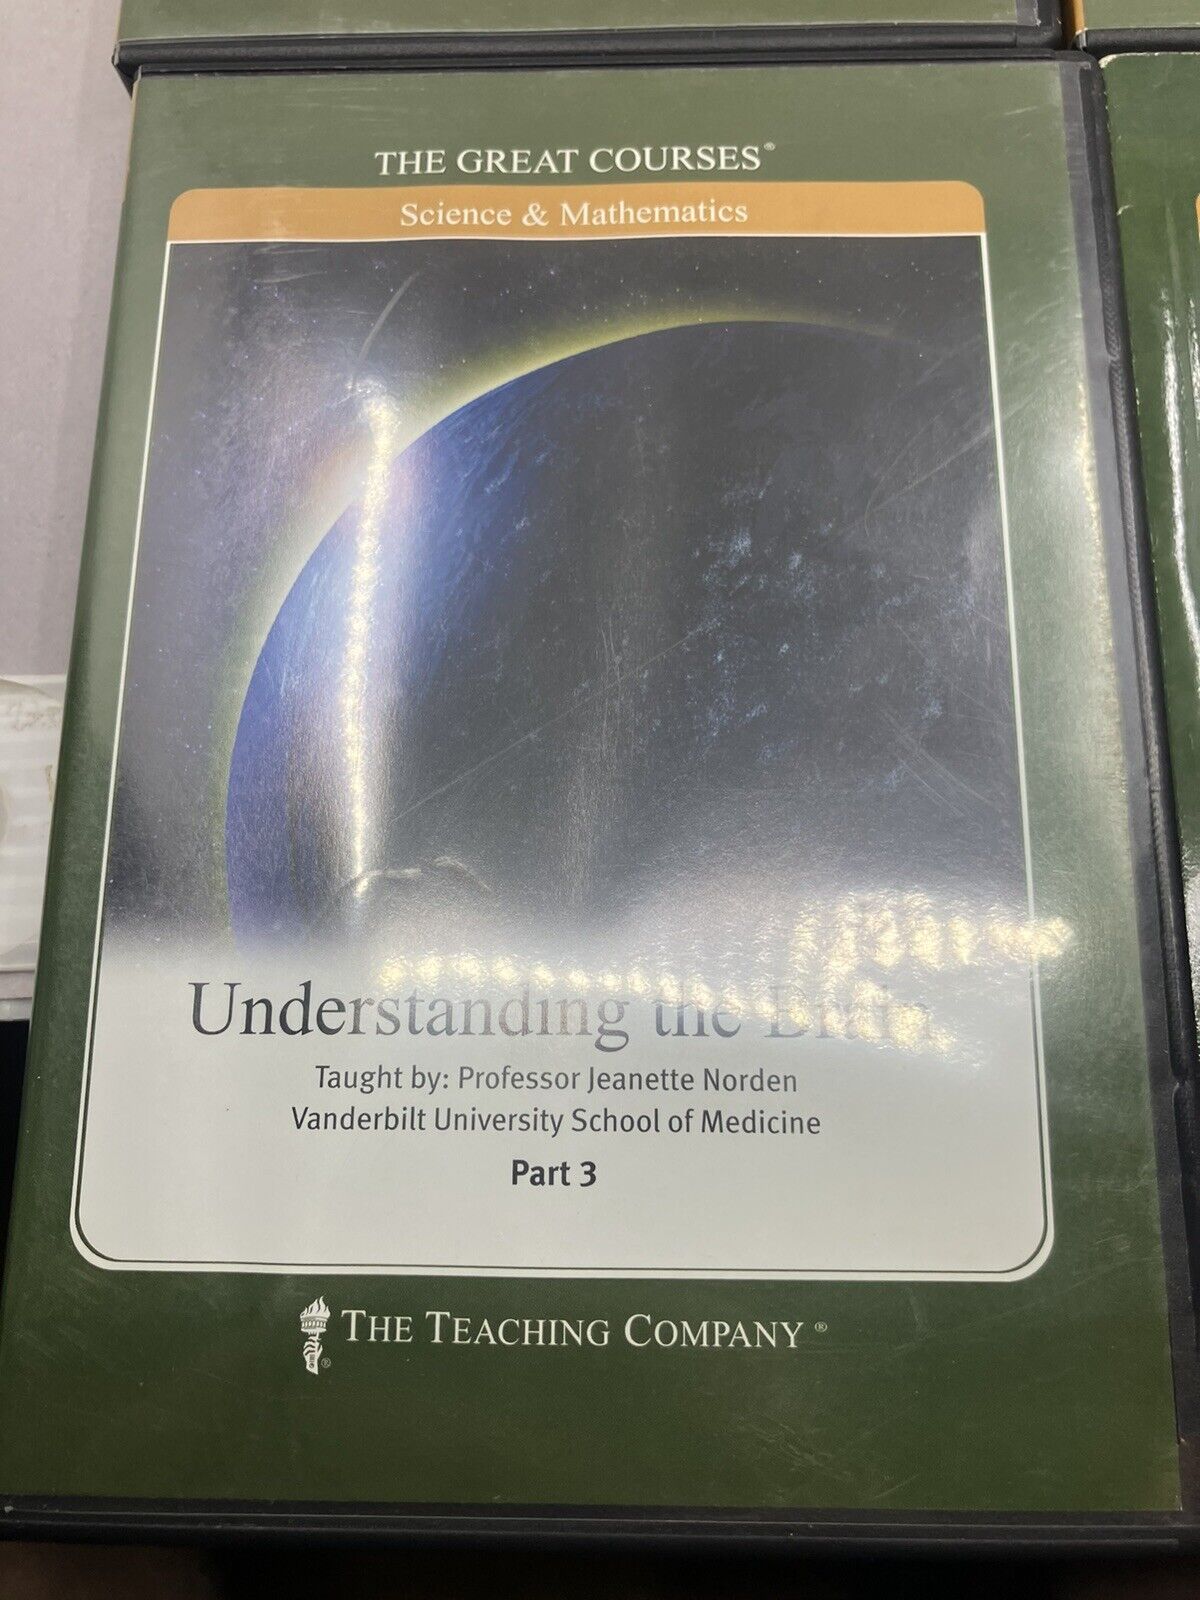 THE GREAT COURSES®
Science & Mathematics
Understanding the Brain
Taught by: Professor Jeanette Norden
Vanderbilt University School of Medicine
Part 3
® THE TEACHING COMPANY ®